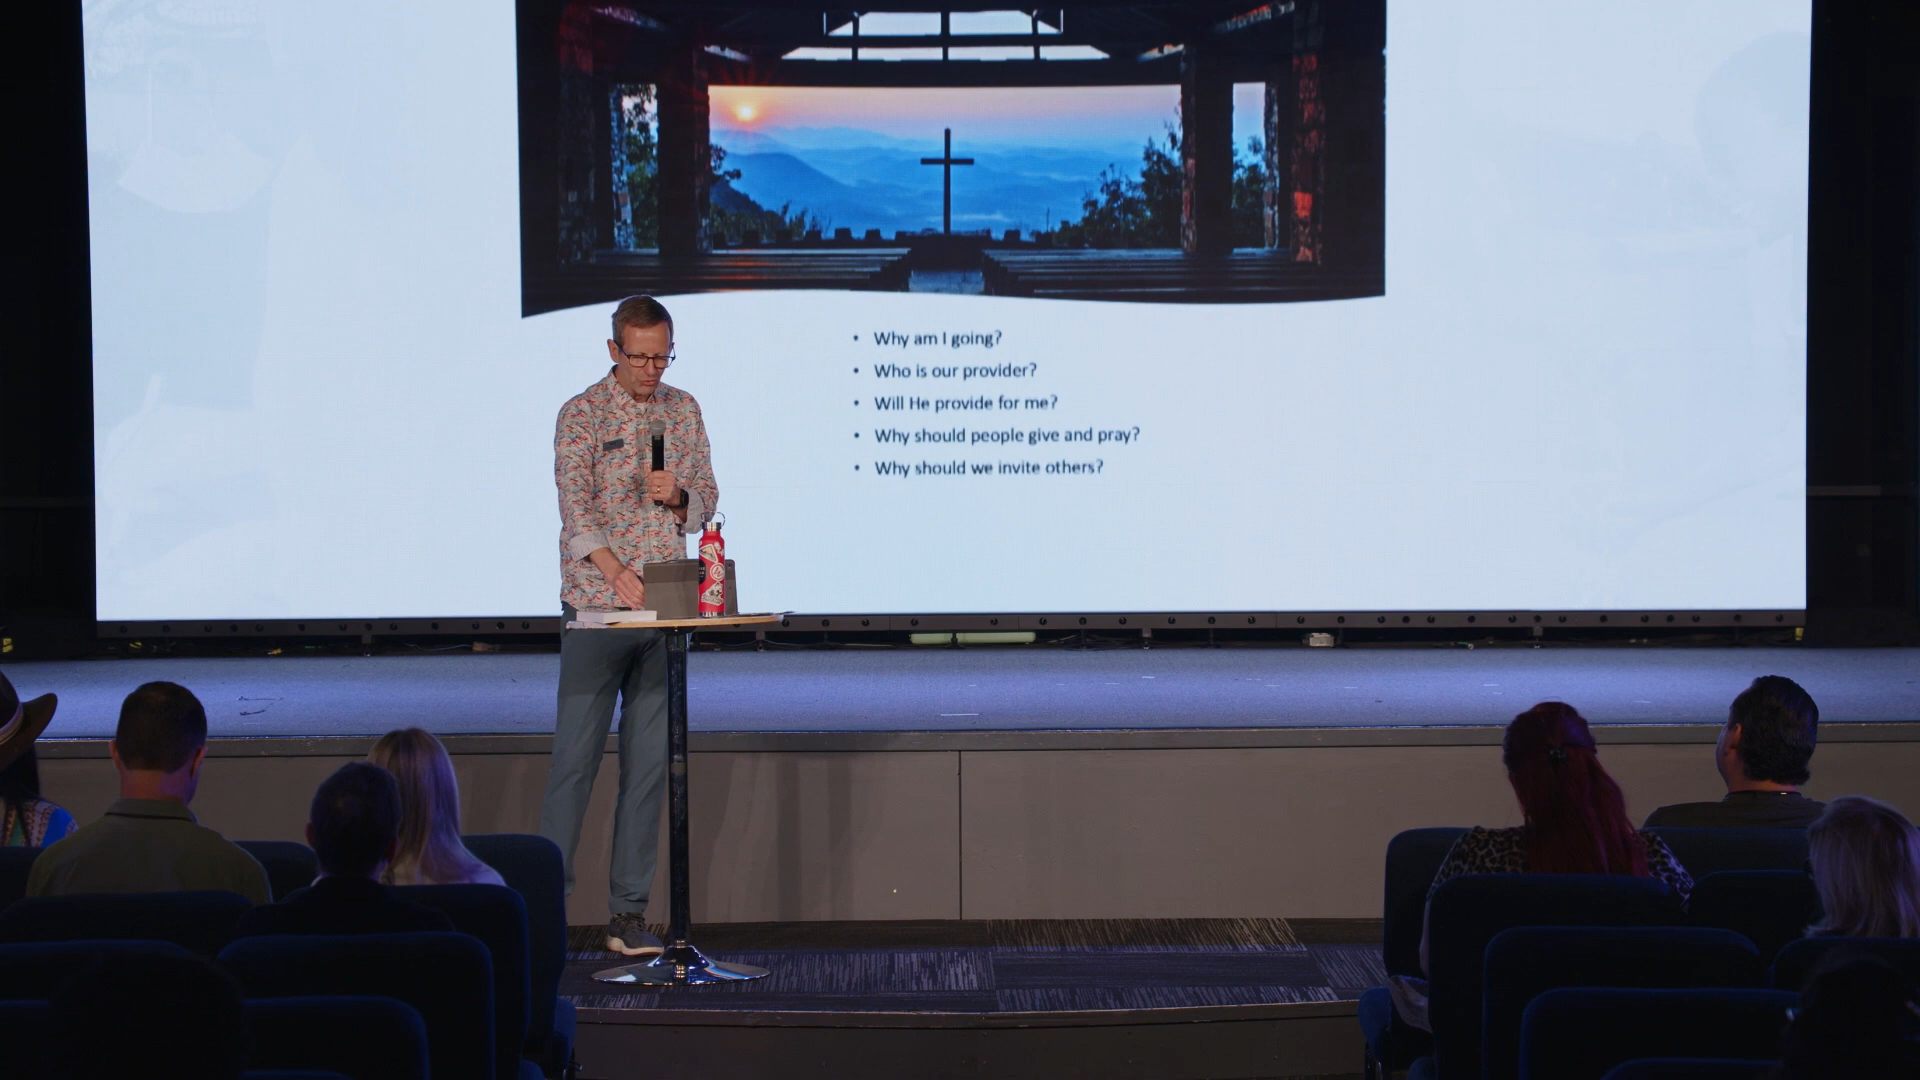 • Why am I going?
• Who is our provider?
• Will He provide for me?
• Why should people give and pray?
• Why should we invite others?